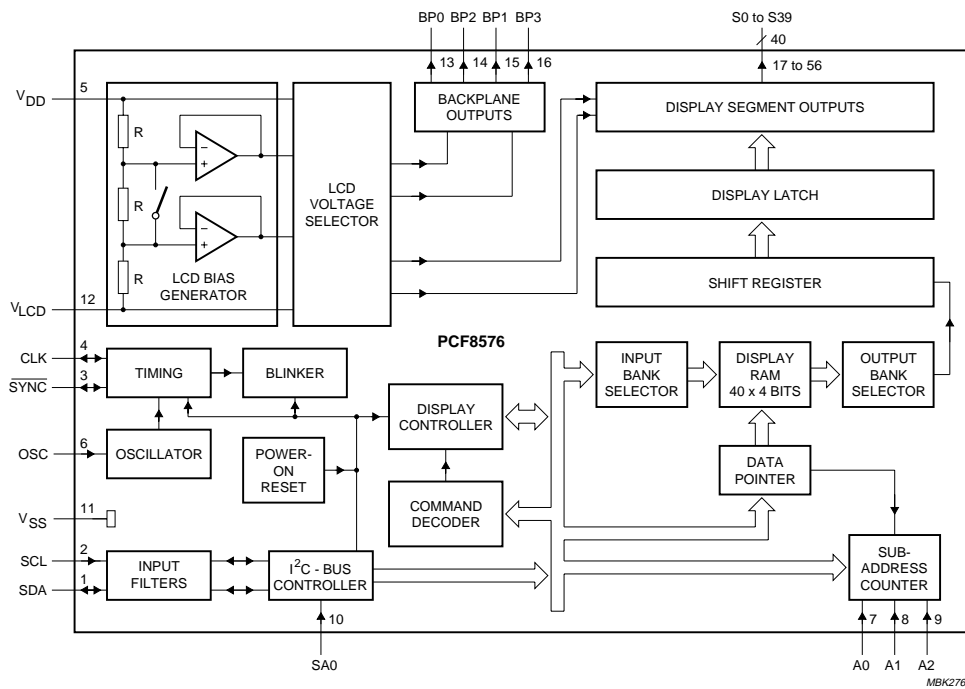 BP0 BP2 BP1 BP3 S0 to S39
40
13 14 15 16 17 to 56
VDD 5
BACKPLANE
OUTPUTS
DISPLAY SEGMENT OUTPUTS
R
−
+
R
LCD
VOLTAGE
SELECTOR
DISPLAY LATCH
−
+
R
LCD BIAS
GENERATOR
SHIFT REGISTER
VLCD 12
PCF8576
CLK 4
SYNC 3
TIMING
BLINKER
DISPLAY
CONTROLLER
INPUT
BANK
SELECTOR
DISPLAY
RAM
40 x 4 BITS
OUTPUT
BANK
SELECTOR
OSC 6
OSCILLATOR
POWER-
ON
RESET
COMMAND
DECODER
DATA
POINTER
VSS 11
SCL 2
SDA 1
INPUT
FILTERS
I²C - BUS
CONTROLLER
SUB-
ADDRESS
COUNTER
10 7 8 9
SA0 A0 A1 A2
MBK276